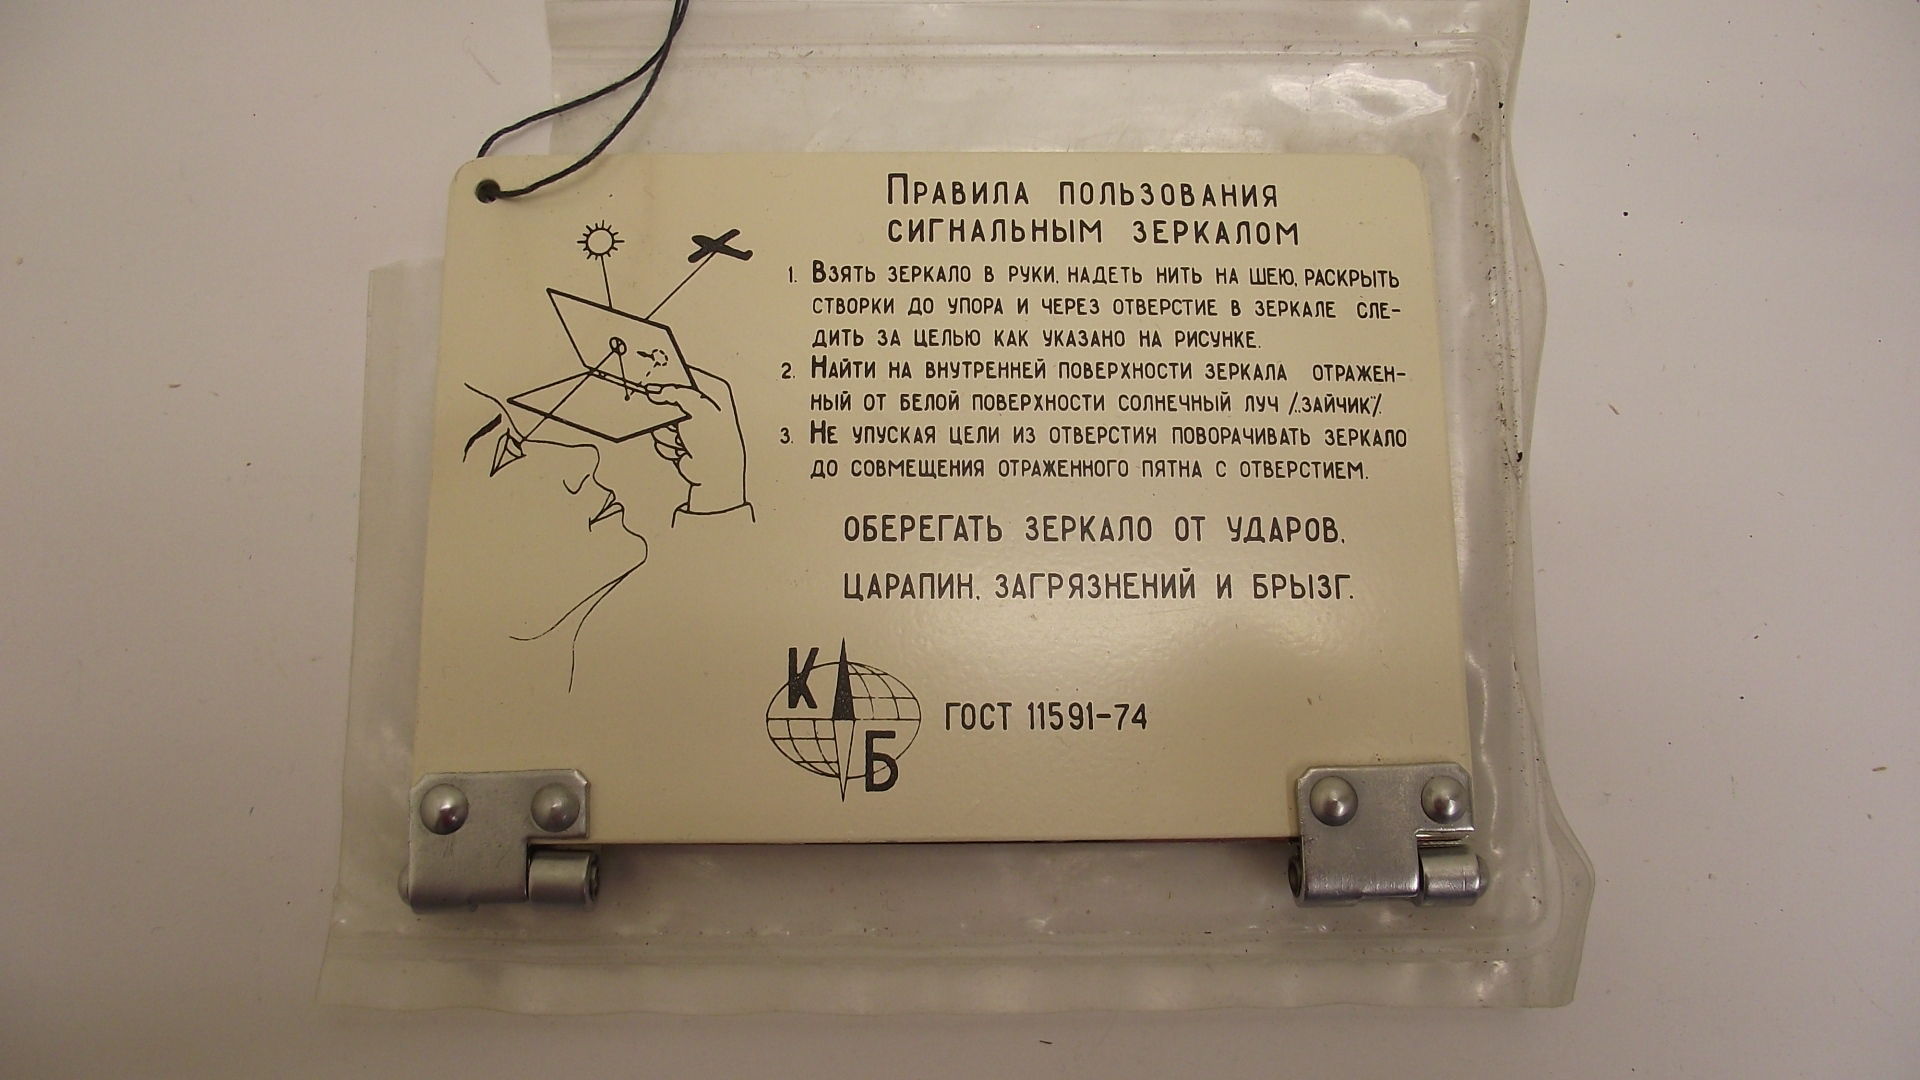 Правила пользования
сигнальным зеркалом
1. Взять зеркало в руки, надеть нить на шею, раскрыть
створки до упора и через отверстие в зеркале сле-
дить за целью как указано на рисунке.
2. Найти на внутренней поверхности зеркала отражен-
ный от белой поверхности солнечный луч /„зайчик"/.
3. Не упуская цели из отверстия поворачивать зеркало
до совмещения отраженного пятна с отверстием.
ОБЕРЕГАТЬ ЗЕРКАЛО ОТ УДАРОВ,
ЦАРАПИН, ЗАГРЯЗНЕНИЙ И БРЫЗГ.
К
Б
ГОСТ 11591-74